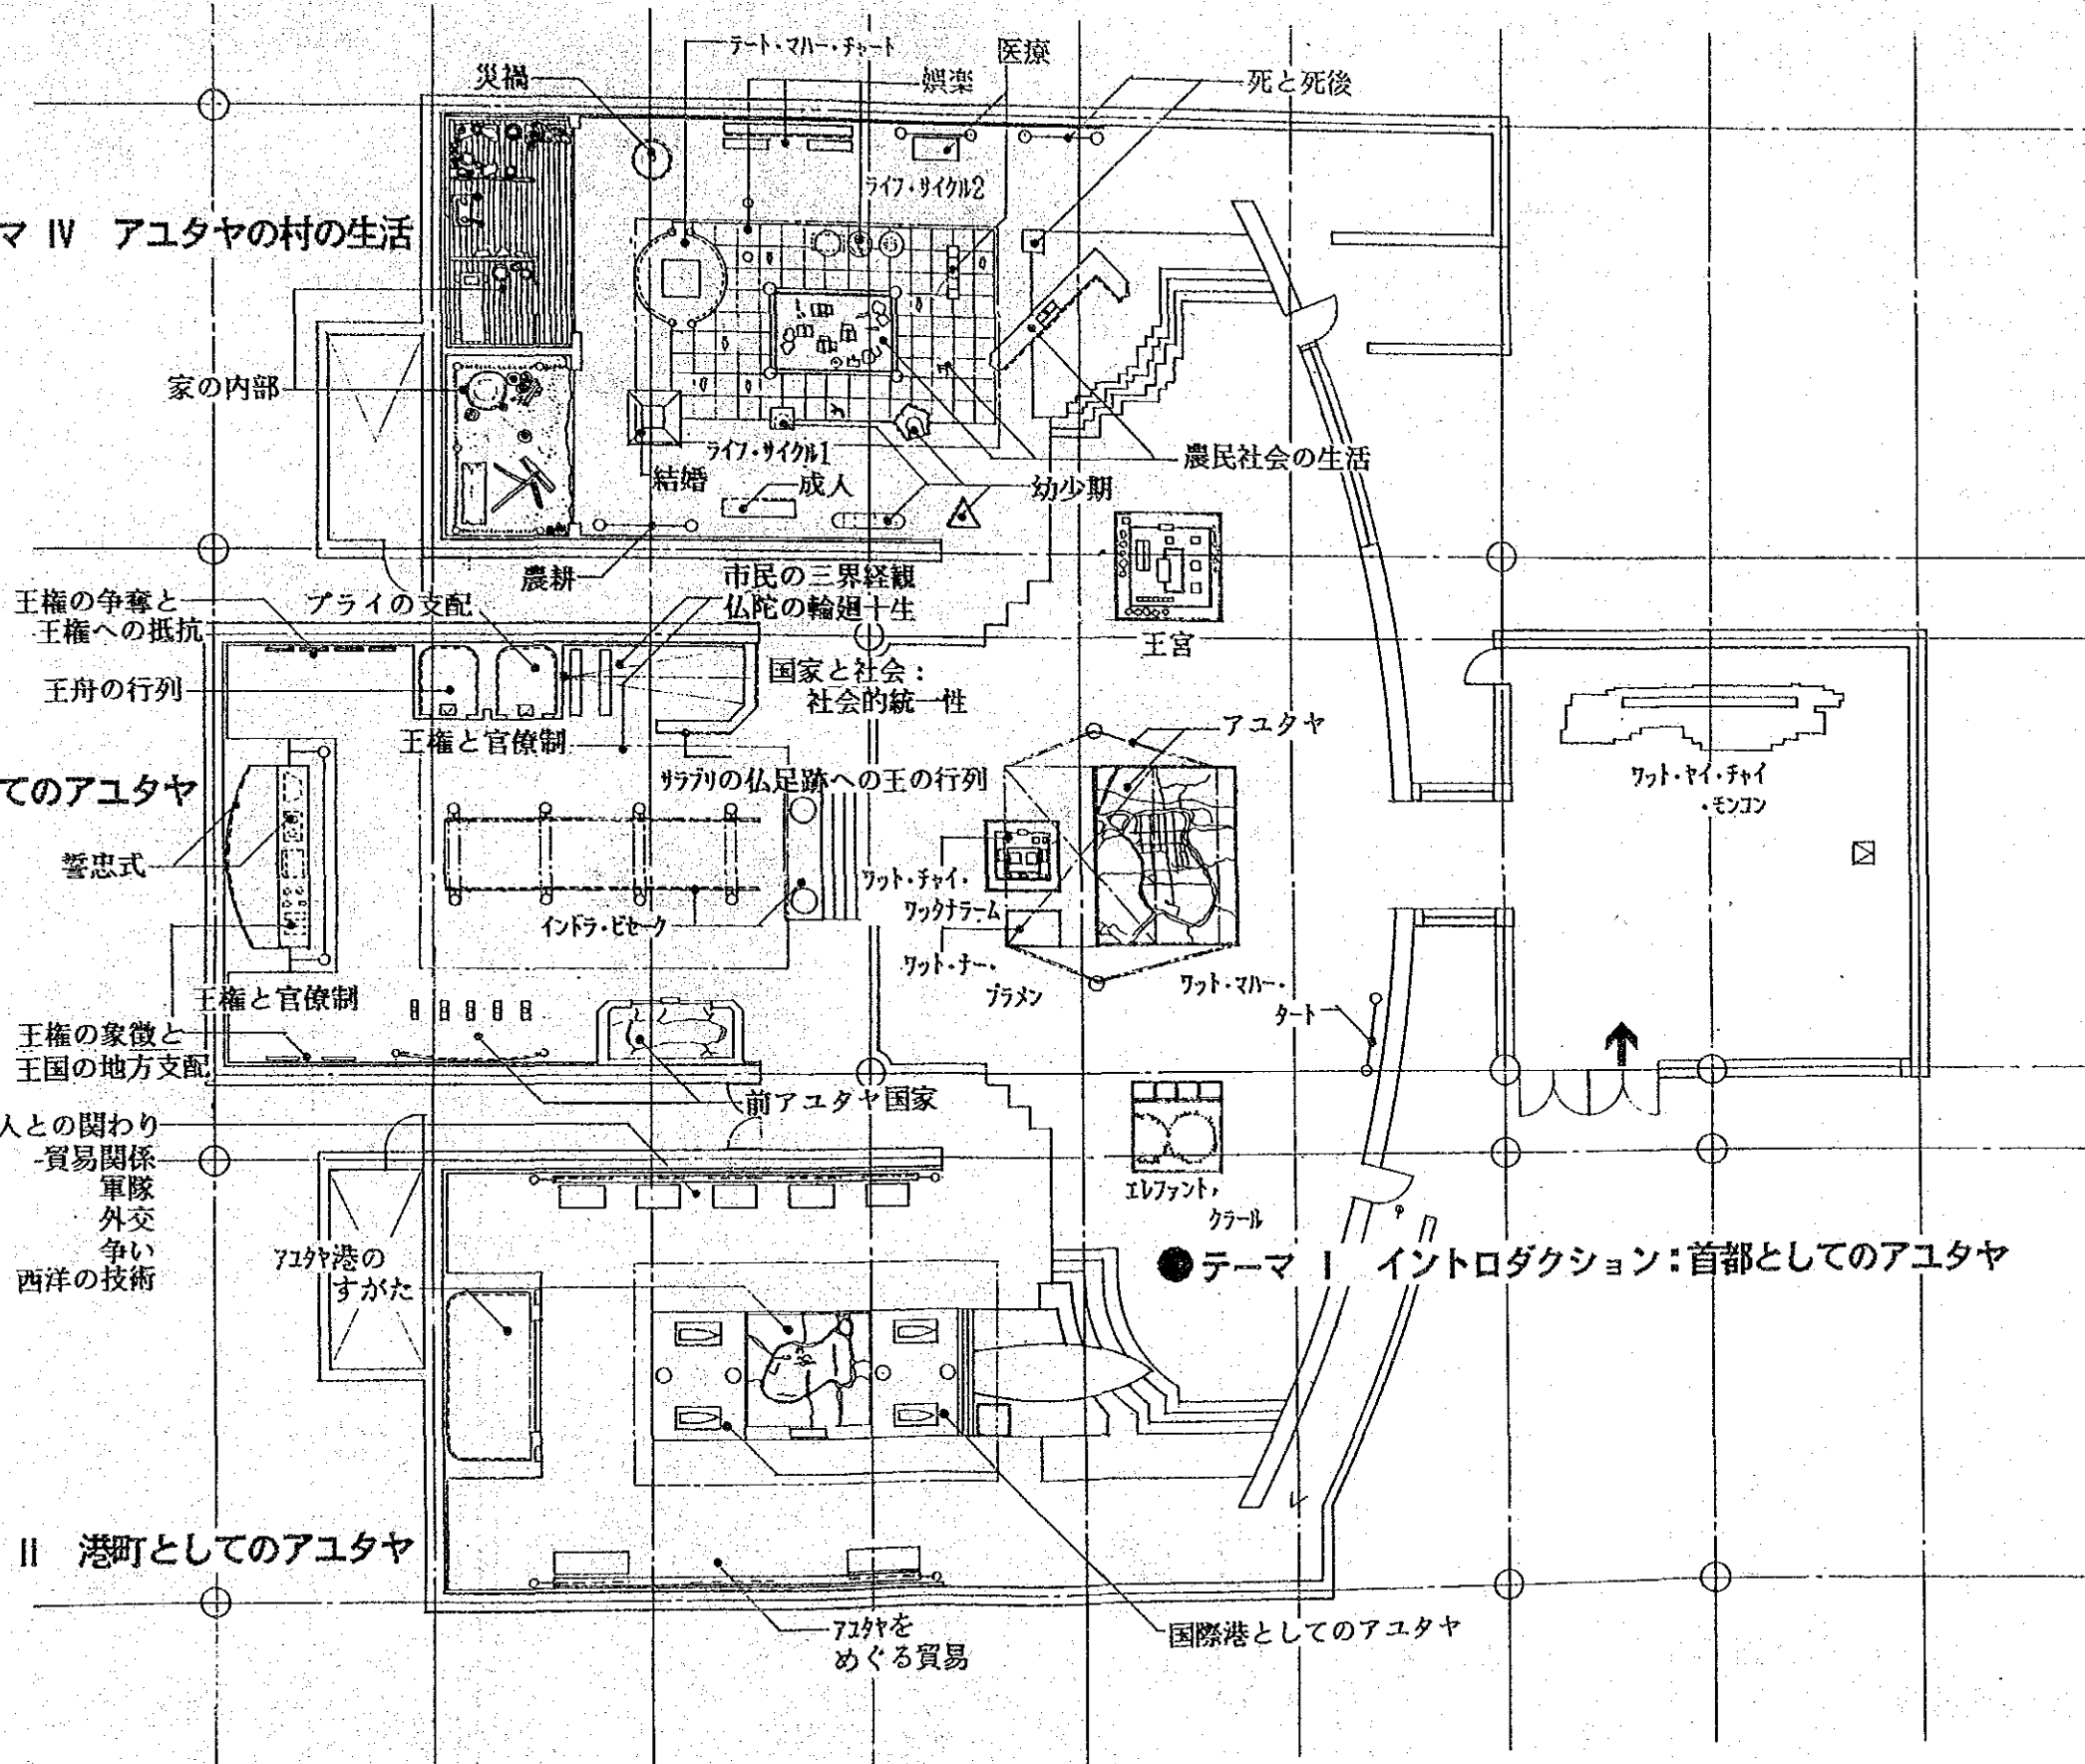 テート・マハー・チャート
医療
災禍
娯楽
死と死後
ライフ・サイクル2
マ IV アユタヤの村の生活
家の内部
ライフ・サイクル1
農民社会の生活
結婚
成人
幼少期
農耕
市民の三界経観
仏陀の輪廻十生
王権の争奪と
王権への抵抗
プライの支配
王宮
国家と社会：
社会的統一性
王舟の行列
王権と官僚制
アユタヤ
サラブリの仏足跡への王の行列
ワット・ヤイ・チャイ
・モンコン
てのアユタヤ
誓忠式
ワット・チャイ・
ワッタナラーム
インドラ・ビセーク
ワット・ナー・
プラメン
ワット・マハー・
タート
王権と官僚制
王権の象徴と
王国の地方支配
前アユタヤ国家
人との関わり
-貿易関係
軍隊
外交
争い
西洋の技術
エレファント,
クラール
アユタヤ港の
すがた
●テーマ I イントロダクション：首都としてのアユタヤ
II 港町としてのアユタヤ
アユタヤを
めぐる貿易
国際港としてのアユタヤ